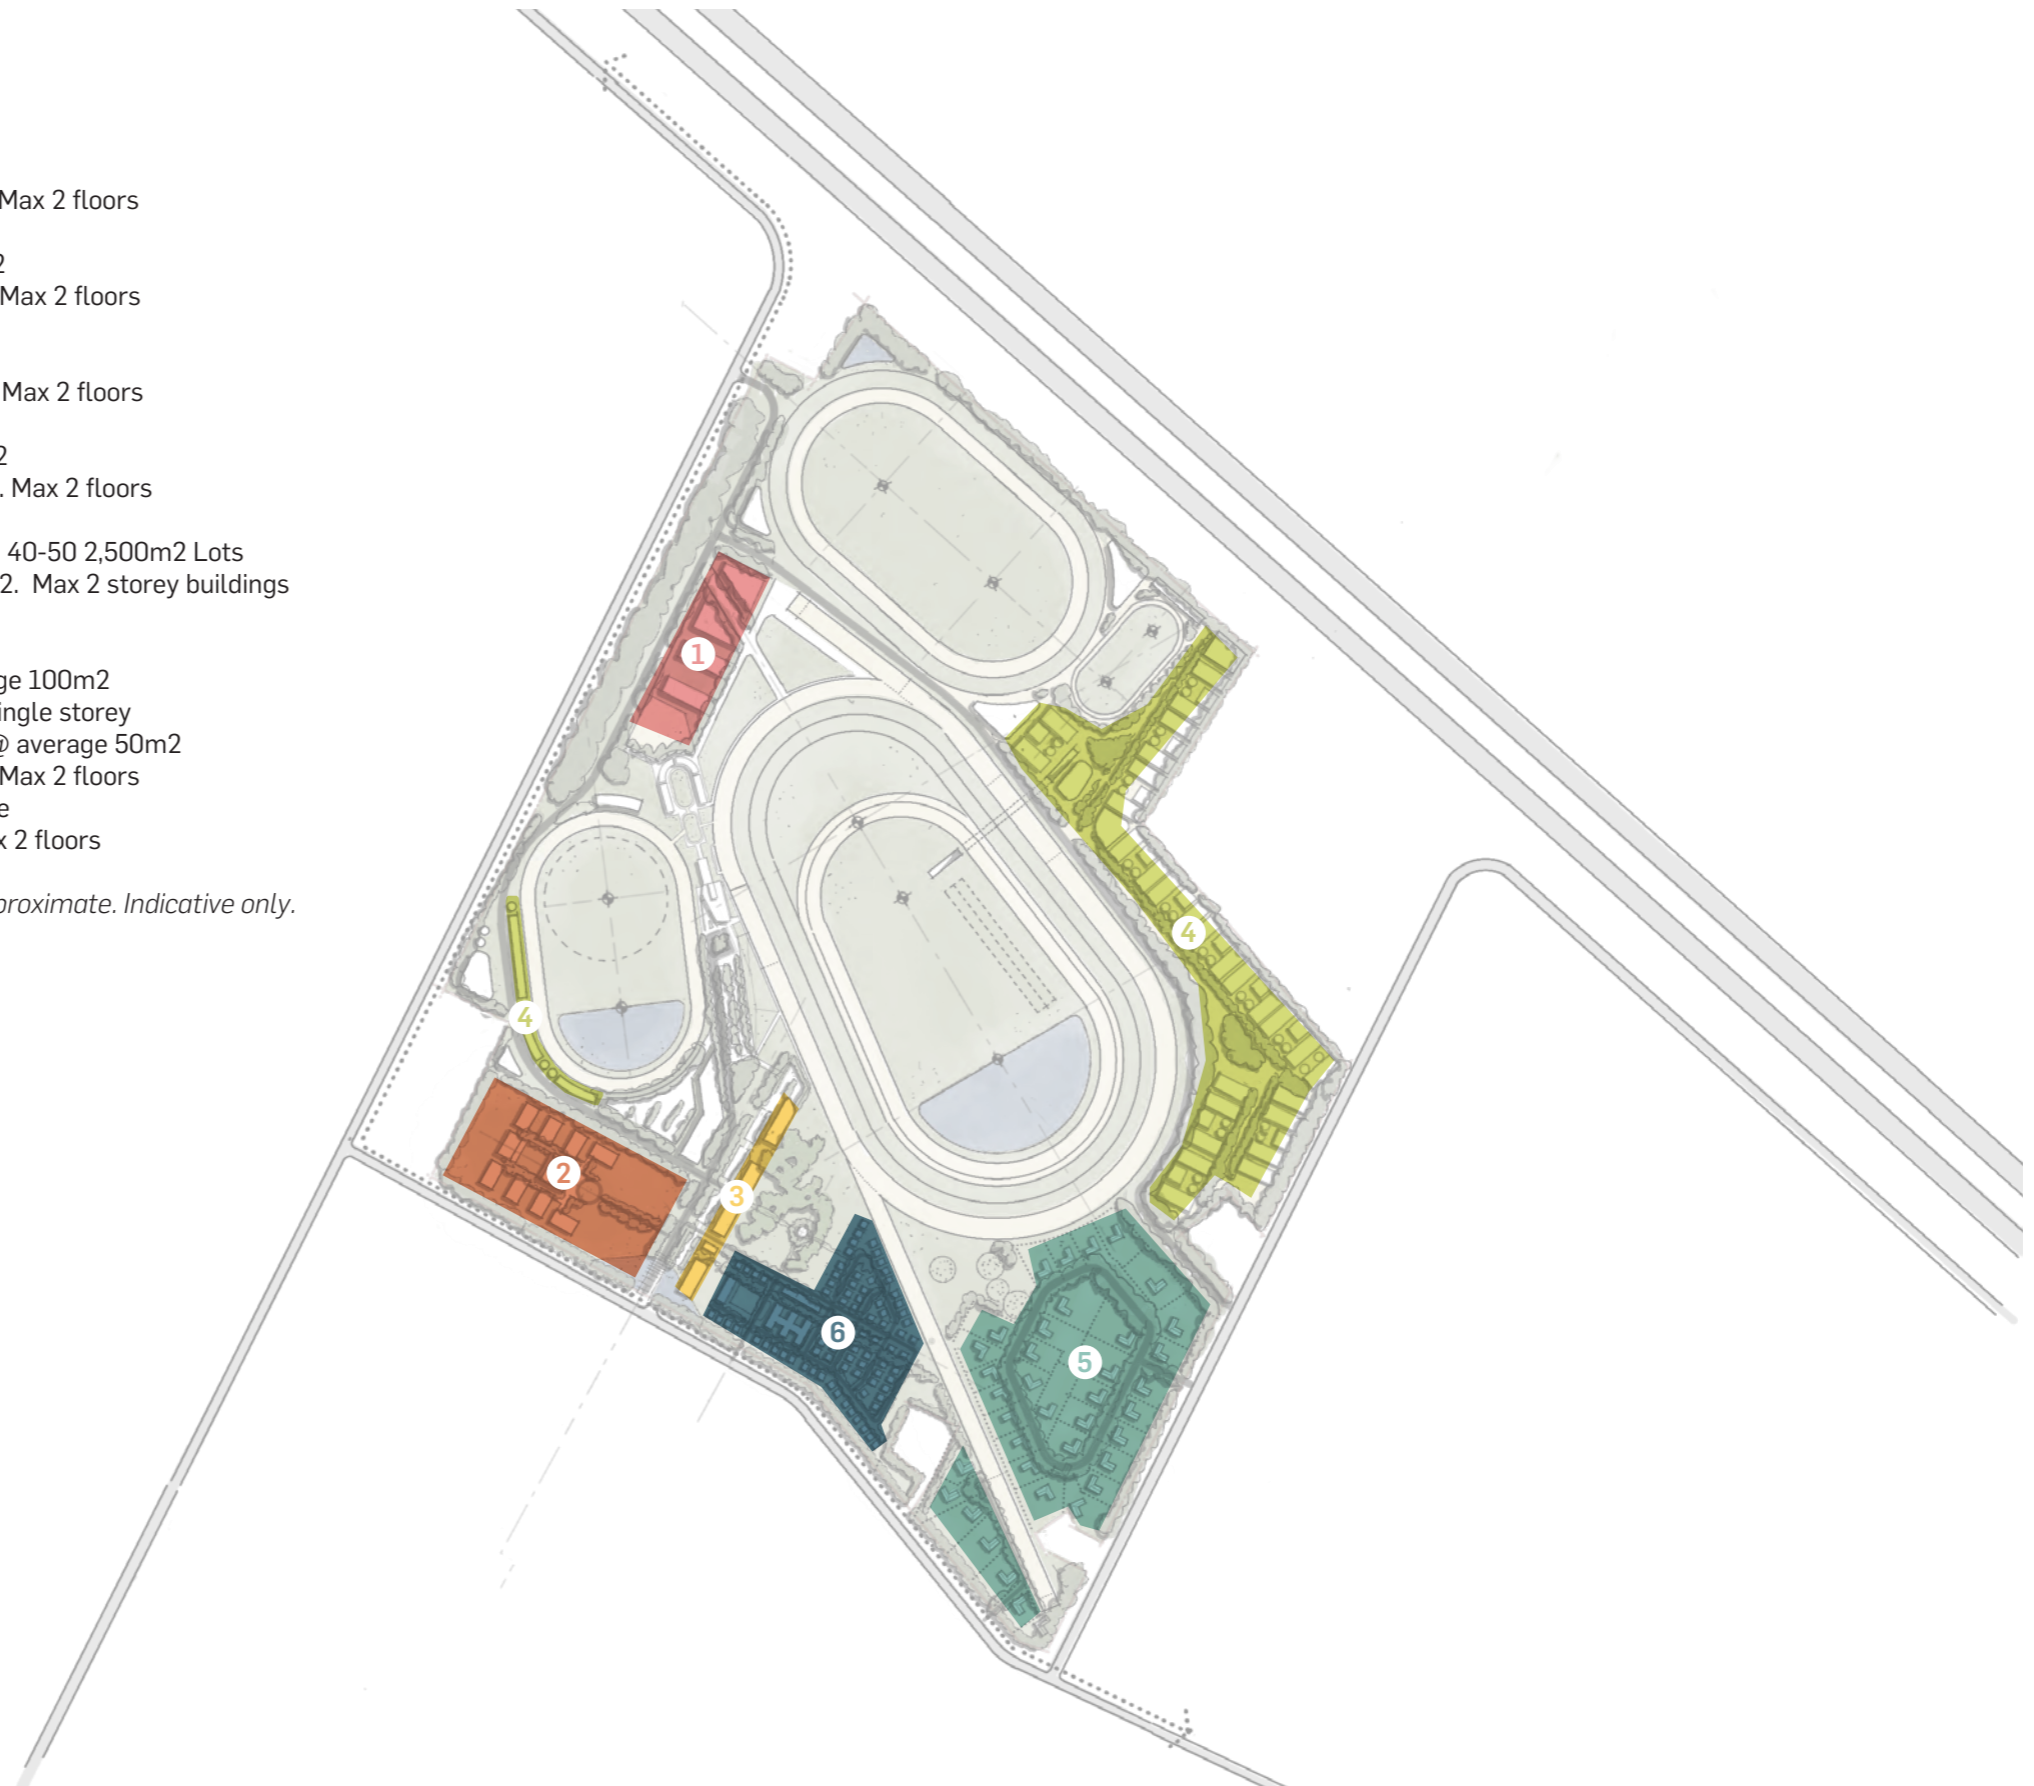 Max 2 floors
2
Max 2 floors
Max 2 floors
2
. Max 2 floors
40-50 2,500m2 Lots
2. Max 2 storey buildings
ge 100m2
ingle storey
@ average 50m2
Max 2 floors
e
x 2 floors
proximate. Indicative only.
1
4
4
2
3
6
5